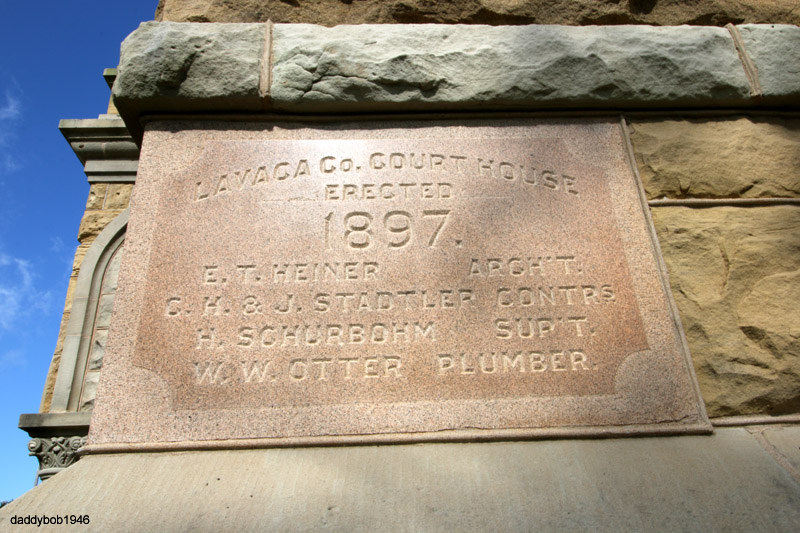 LAVACA Co. COURT HOUSE
ERECTED
1897.
E. T. HEINER ARCH'T.
C. H. & J. STADTLER CONTRS
H. SCHURBOHM SUP'T.
W. W. OTTER PLUMBER.
daddybob1946